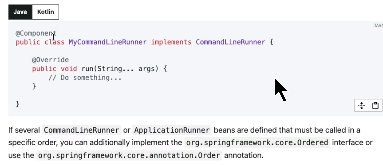 Java Kotlin
JAVA
@Component
public class MyCommandLineRunner implements CommandLineRunner {
@Override
public void run(String... args) {
// Do something...
}
}
If several CommandLineRunner or ApplicationRunner beans are defined that must be called in a
specific order, you can additionally implement the org.springframework.core.Ordered interface or
use the org.springframework.core.annotation.Order annotation.